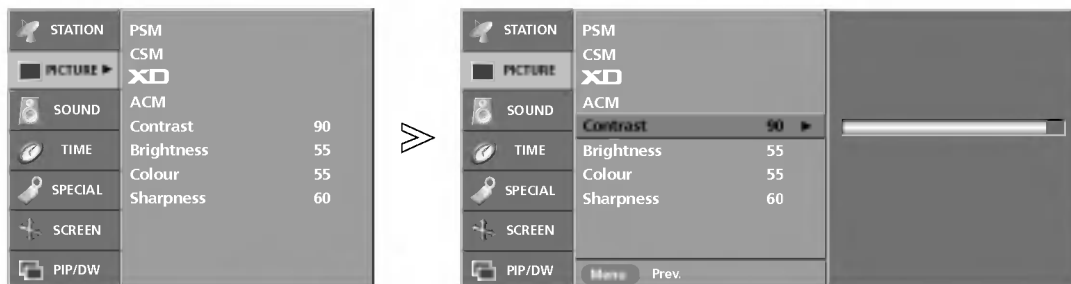 STATION
PICTURE ►
SOUND
TIME
SPECIAL
SCREEN
PIP/DW
PSM
CSM
XD
ACM
Contrast 90
Brightness 55
Colour 55
Sharpness 60
STATION
PICTURE
SOUND
TIME
SPECIAL
SCREEN
PIP/DW
PSM
CSM
XD
ACM
Contrast 90 ►
Brightness 55
Colour 55
Sharpness 60
Menu Prev.